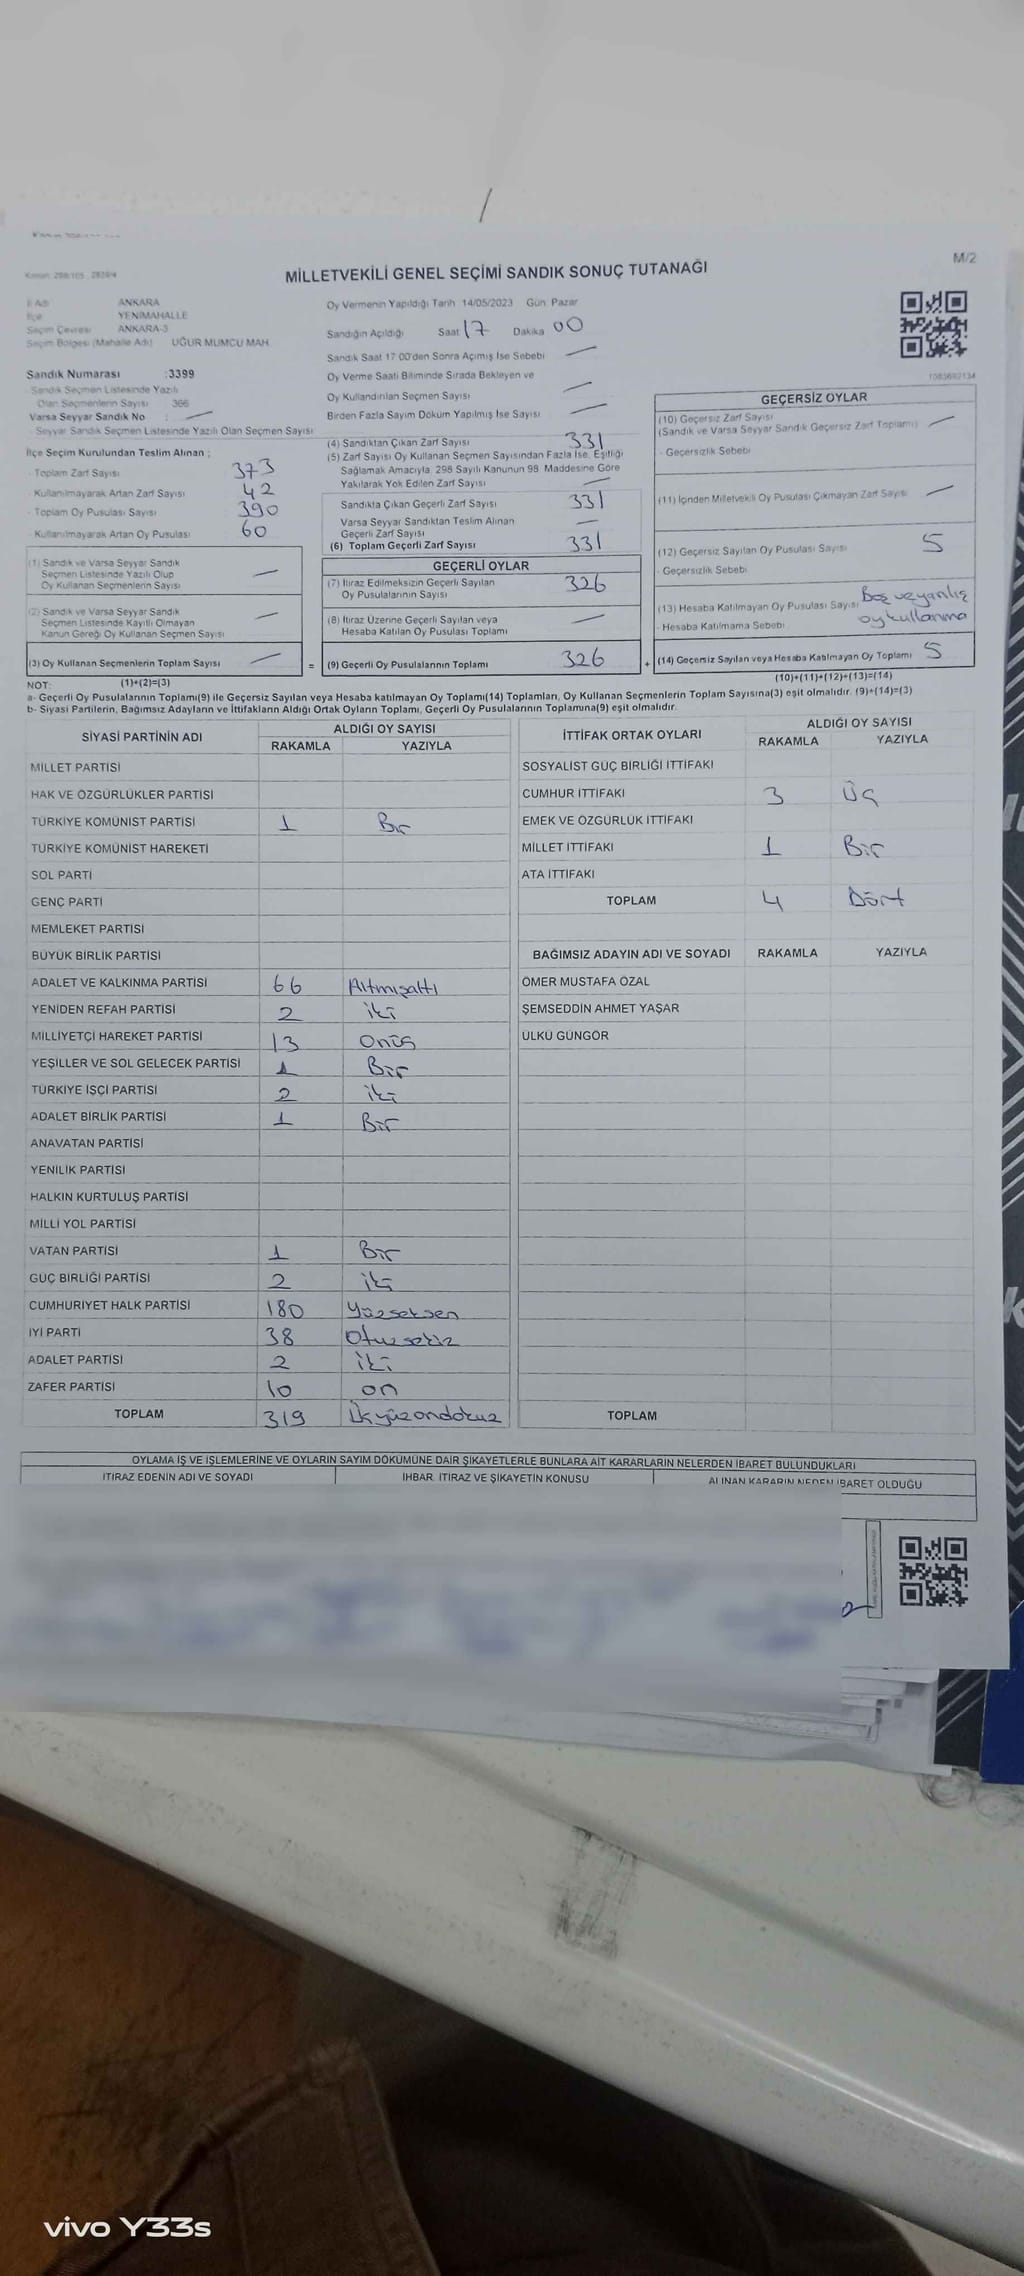 M/2
MİLLETVEKİLİ GENEL SEÇİMİ SANDIK SONUÇ TUTANAĞI
İl Adı ANKARA
İlçe YENİMAHALLE
Seçim Çevresi ANKARA-3
Seçim Bölgesi (Mahalle Adı) UĞUR MUMCU MAH
Sandık Numarası :3399
- Sandık Seçmen Listesinde Yazılı
Olan Seçmenlerin Sayısı 366
Varsa Seyyar Sandık No :
- Seyyar Sandık Seçmen Listesinde Yazılı Olan Seçmen Sayısı
İlçe Seçim Kurulundan Teslim Alınan ;
- Toplam Zarf Sayısı 373
- Kullanılmayarak Artan Zarf Sayısı 42
- Toplam Oy Pusulası Sayısı 390
- Kullanılmayarak Artan Oy Pusulası 60
(1) Sandık ve Varsa Seyyar Sandık
Seçmen Listesinde Yazılı Olup
Oy Kullanan Seçmenlerin Sayısı
(2) Sandık ve Varsa Seyyar Sandık
Seçmen Listesinde Kayıtlı Olmayan
Kanun Gereği Oy Kullanan Seçmen Sayısı
(3) Oy Kullanan Seçmenlerin Toplam Sayısı
=
Oy Vermenin Yapıldığı Tarih 14/05/2023 Gün Pazar
Sandığın Açıldığı Saat 17 Dakika 00
Sandık Saat 17 00'den Sonra Açımış İse Sebebi
Oy Verme Saati Bitiminde Sırada Bekleyen ve
Oy Kullandırılan Seçmen Sayısı
Birden Fazla Sayım Döküm Yapılmış İse Sayısı
(4) Sandıktan Çıkan Zarf Sayısı 331
(5) Zarf Sayısı Oy Kullanan Seçmen Sayısından Fazla İse, Eşitliği
Sağlamak Amacıyla, 298 Sayılı Kanunun 98. Maddesine Göre
Yakılarak Yok Edilen Zarf Sayısı
Sandıkta Çıkan Geçerli Zarf Sayısı 331
Varsa Seyyar Sandıktan Teslim Alınan
Geçerli Zarf Sayısı
(6) Toplam Geçerli Zarf Sayısı 331
GEÇERLİ OYLAR
(7) İtiraz Edilmeksizin Geçerli Sayılan
Oy Pusulalarının Sayısı 326
(8) İtiraz Üzerine Geçerli Sayılan veya
Hesaba Katılan Oy Pusulası Toplamı
(9) Geçerli Oy Pusulalarının Toplamı 326
+
1083692134
GEÇERSİZ OYLAR
(10) Geçersiz Zarf Sayısı
(Sandık ve Varsa Seyyar Sandık Geçersiz Zarf Toplamı)
- Geçersizlik Sebebi
(11) İçinden Milletvekili Oy Pusulası Çıkmayan Zarf Sayısı
(12) Geçersiz Sayılan Oy Pusulası Sayısı 5
- Geçersizlik Sebebi
(13) Hesaba Katılmayan Oy Pusulası Sayısı Boş ve yanlış
- Hesaba Katılmama Sebebi oy kullanma
(14) Geçersiz Sayılan veya Hesaba Katılmayan Oy Toplamı 5
NOT: (1)+(2)=(3) (10)+(11)+(12)+(13)=(14)
a- Geçerli Oy Pusulalarının Toplamı(9) ile Geçersiz Sayılan veya Hesaba katılmayan Oy Toplamı(14) Toplamları, Oy Kullanan Seçmenlerin Toplam Sayısına(3) eşit olmalıdır. (9)+(14)=(3)
b- Siyasi Partilerin, Bağımsız Adayların ve İttifakların Aldığı Ortak Oyların Toplamı, Geçerli Oy Pusulalarının Toplamına(9) eşit olmalıdır.
SİYASİ PARTİNİN ADI ALDIĞI OY SAYISI
RAKAMLA YAZIYLA
MİLLET PARTİSİ
HAK VE ÖZGÜRLÜKLER PARTİSİ
TÜRKİYE KOMÜNİST PARTİSİ 1 Bir
TÜRKİYE KOMÜNİST HAREKETİ
SOL PARTİ
GENÇ PARTİ
MEMLEKET PARTİSİ
BÜYÜK BİRLİK PARTİSİ
ADALET VE KALKINMA PARTİSİ 66 Altmışaltı
YENİDEN REFAH PARTİSİ 2 iki
MİLLİYETÇİ HAREKET PARTİSİ 13 onüç
YEŞİLLER VE SOL GELECEK PARTİSİ 1 Bir
TÜRKİYE İŞÇİ PARTİSİ 2 iki
ADALET BİRLİK PARTİSİ 1 Bir
ANAVATAN PARTİSİ
YENİLİK PARTİSİ
HALKIN KURTULUŞ PARTİSİ
MİLLİ YOL PARTİSİ
VATAN PARTİSİ 1 Bir
GÜÇ BİRLİĞİ PARTİSİ 2 iki
CUMHURİYET HALK PARTİSİ 180 Yüzseksen
İYİ PARTİ 38 Otuzsekiz
ADALET PARTİSİ 2 iki
ZAFER PARTİSİ 10 on
TOPLAM 319 İkiyüzondokuz
İTTİFAK ORTAK OYLARI ALDIĞI OY SAYISI
RAKAMLA YAZIYLA
SOSYALİST GÜÇ BİRLİĞİ İTTİFAKI
CUMHUR İTTİFAKI 3 Üç
EMEK VE ÖZGÜRLÜK İTTİFAKI
MİLLET İTTİFAKI 1 Bir
ATA İTTİFAKI
TOPLAM 4 Dört
BAĞIMSIZ ADAYIN ADI VE SOYADI RAKAMLA YAZIYLA
ÖMER MUSTAFA ÖZAL
ŞEMSEDDİN AHMET YAŞAR
ÜLKÜ GÜNGÖR
TOPLAM
OYLAMA İŞ VE İŞLEMLERİNE VE OYLARIN SAYIM DÖKÜMÜNE DAİR ŞİKAYETLERLE BUNLARA AİT KARARLARIN NELERDEN İBARET BULUNDUKLARI
İTİRAZ EDENİN ADI VE SOYADI İHBAR, İTİRAZ VE ŞİKAYETİN KONUSU ALINAN KARARIN NEDEN İBARET OLDUĞU
vivo Y33s